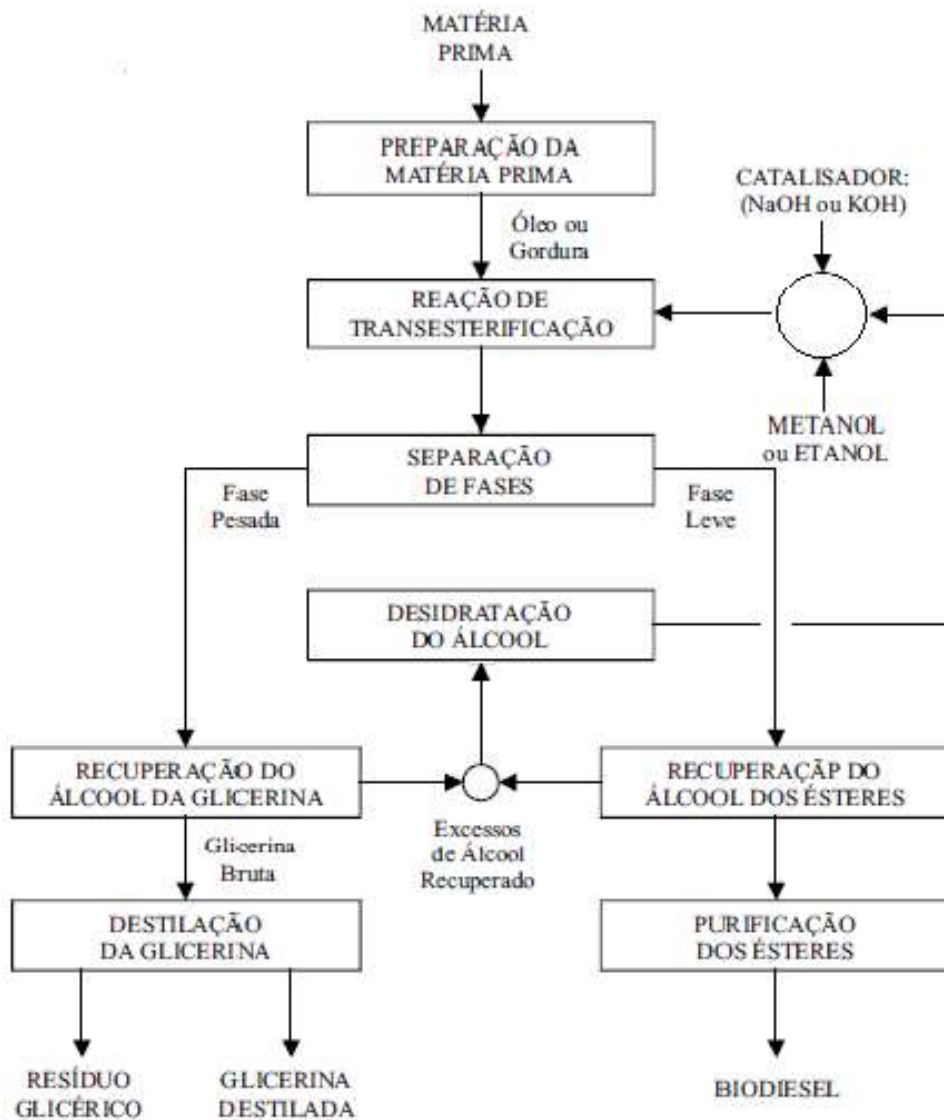 MATÉRIA
PRIMA
PREPARAÇÃO DA
MATÉRIA PRIMA
CATALISADOR:
(NaOH ou KOH)
Óleo ou
Gordura
REAÇÃO DE
TRANSESTERIFICAÇÃO
METANOL
ou ETANOL
SEPARAÇÃO
DE FASES
Fase
Pesada
Fase
Leve
DESIDRATAÇÃO
DO ÁLCOOL
RECUPERAÇÃO DO
ÁLCOOL DA GLICERINA
RECUPERAÇÃP DO
ÁLCOOL DOS ÉSTERES
Excessos
de Álcool
Recuperado
Glicerina
Bruta
DESTILAÇÃO
DA GLICERINA
PURIFICAÇÃO
DOS ÉSTERES
RESÍDUO
GLICÉRICO
GLICERINA
DESTILADA
BIODIESEL